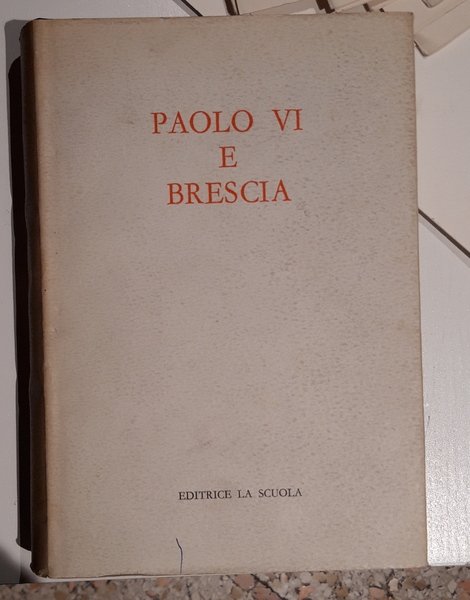 PAOLO VI
E
BRESCIA
EDITRICE LA SCUOLA